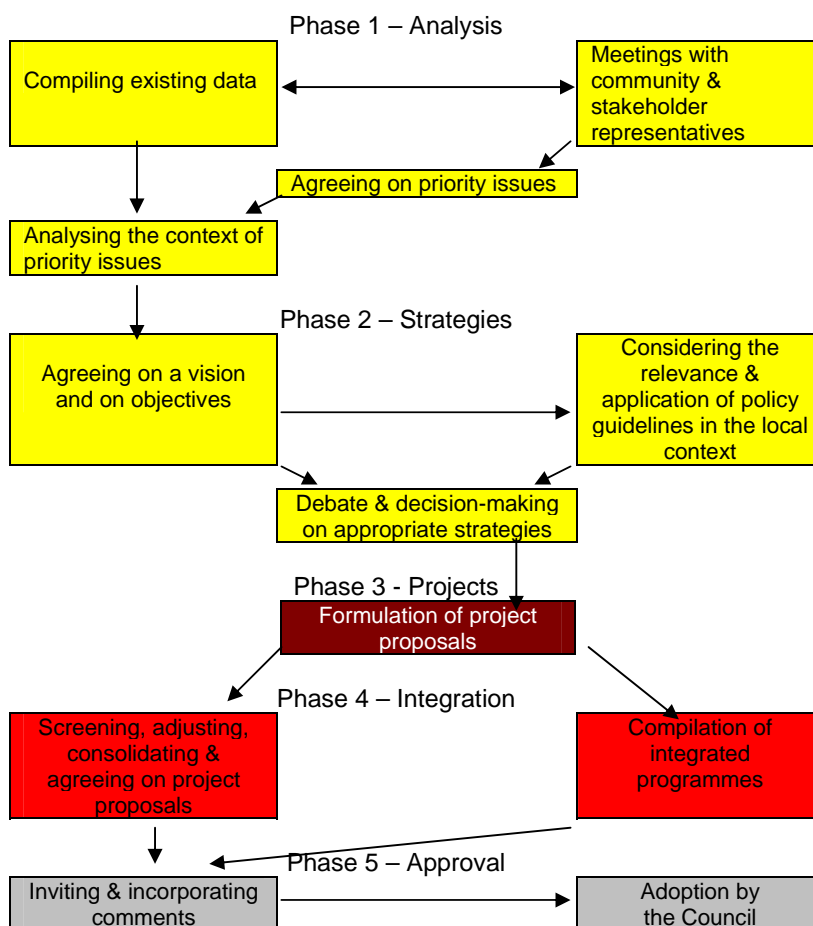 Phase 1 – Analysis
Compiling existing data
Meetings with
community &
stakeholder
representatives
Agreeing on priority issues
Analysing the context of
priority issues
Phase 2 – Strategies
Agreeing on a vision
and on objectives
Considering the
relevance &
application of policy
guidelines in the local
context
Debate & decision-making
on appropriate strategies
Phase 3 - Projects
Formulation of project
proposals
Phase 4 – Integration
Screening, adjusting,
consolidating &
agreeing on project
proposals
Compilation of
integrated
programmes
Phase 5 – Approval
Inviting & incorporating
comments
Adoption by
the Council